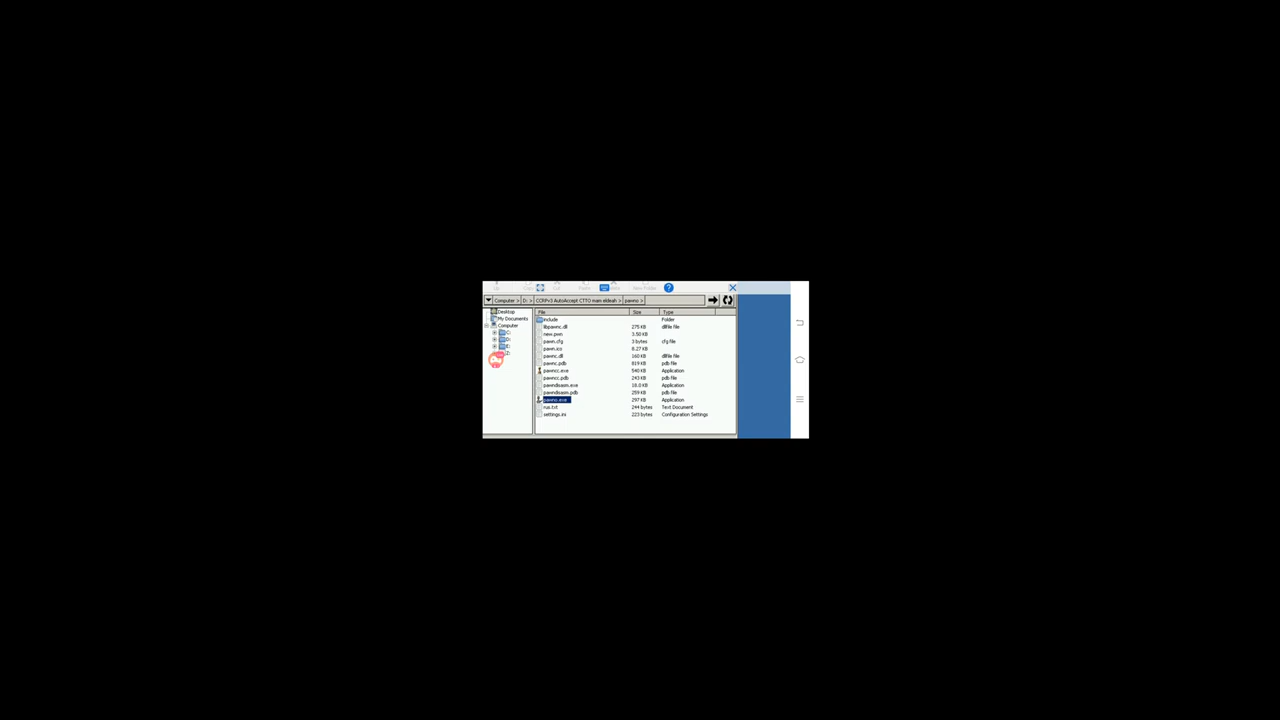 Computer > D: > CCRPv3 AutoAccept CTTO main eldeah > pawno >
Desktop
My Documents
Computer
C:
D:
E:
Z:
File Size Type
include Folder
libpawnc.dll 275 KB dllfile file
new.pwn 3.50 KB
pawn.cfg 3 bytes cfg file
pawn.ico 8.27 KB
pawnc.dll 160 KB dllfile file
pawnc.pdb 819 KB pdb file
pawncc.exe 540 KB Application
pawncc.pdb 243 KB pdb file
pawndisasm.exe 18.0 KB Application
pawndisasm.pdb 259 KB pdb file
pawno.exe 297 KB Application
rus.txt 244 bytes Text Document
settings.ini 223 bytes Configuration Settings